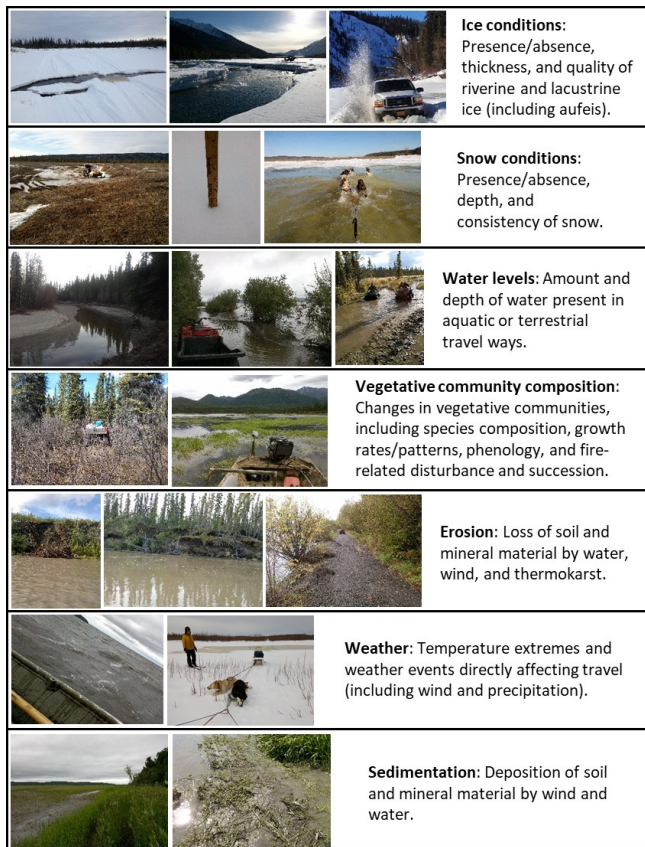 Ice conditions:
Presence/absence,
thickness, and quality of
riverine and lacustrine
ice (including aufeis).
Snow conditions:
Presence/absence,
depth, and
consistency of snow.
Water levels: Amount and
depth of water present in
aquatic or terrestrial
travel ways.
Vegetative community composition:
Changes in vegetative communities,
including species composition, growth
rates/patterns, phenology, and fire-
related disturbance and succession.
Erosion: Loss of soil and
mineral material by water,
wind, and thermokarst.
Weather: Temperature extremes and
weather events directly affecting travel
(including wind and precipitation).
Sedimentation: Deposition of soil
and mineral material by wind and
water.